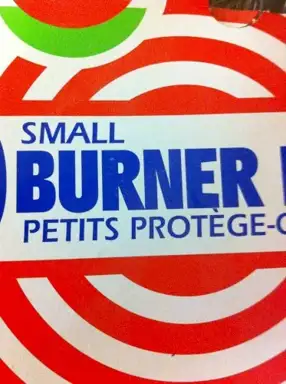 SMALL
BURNER
PETITS PROTÈGE-